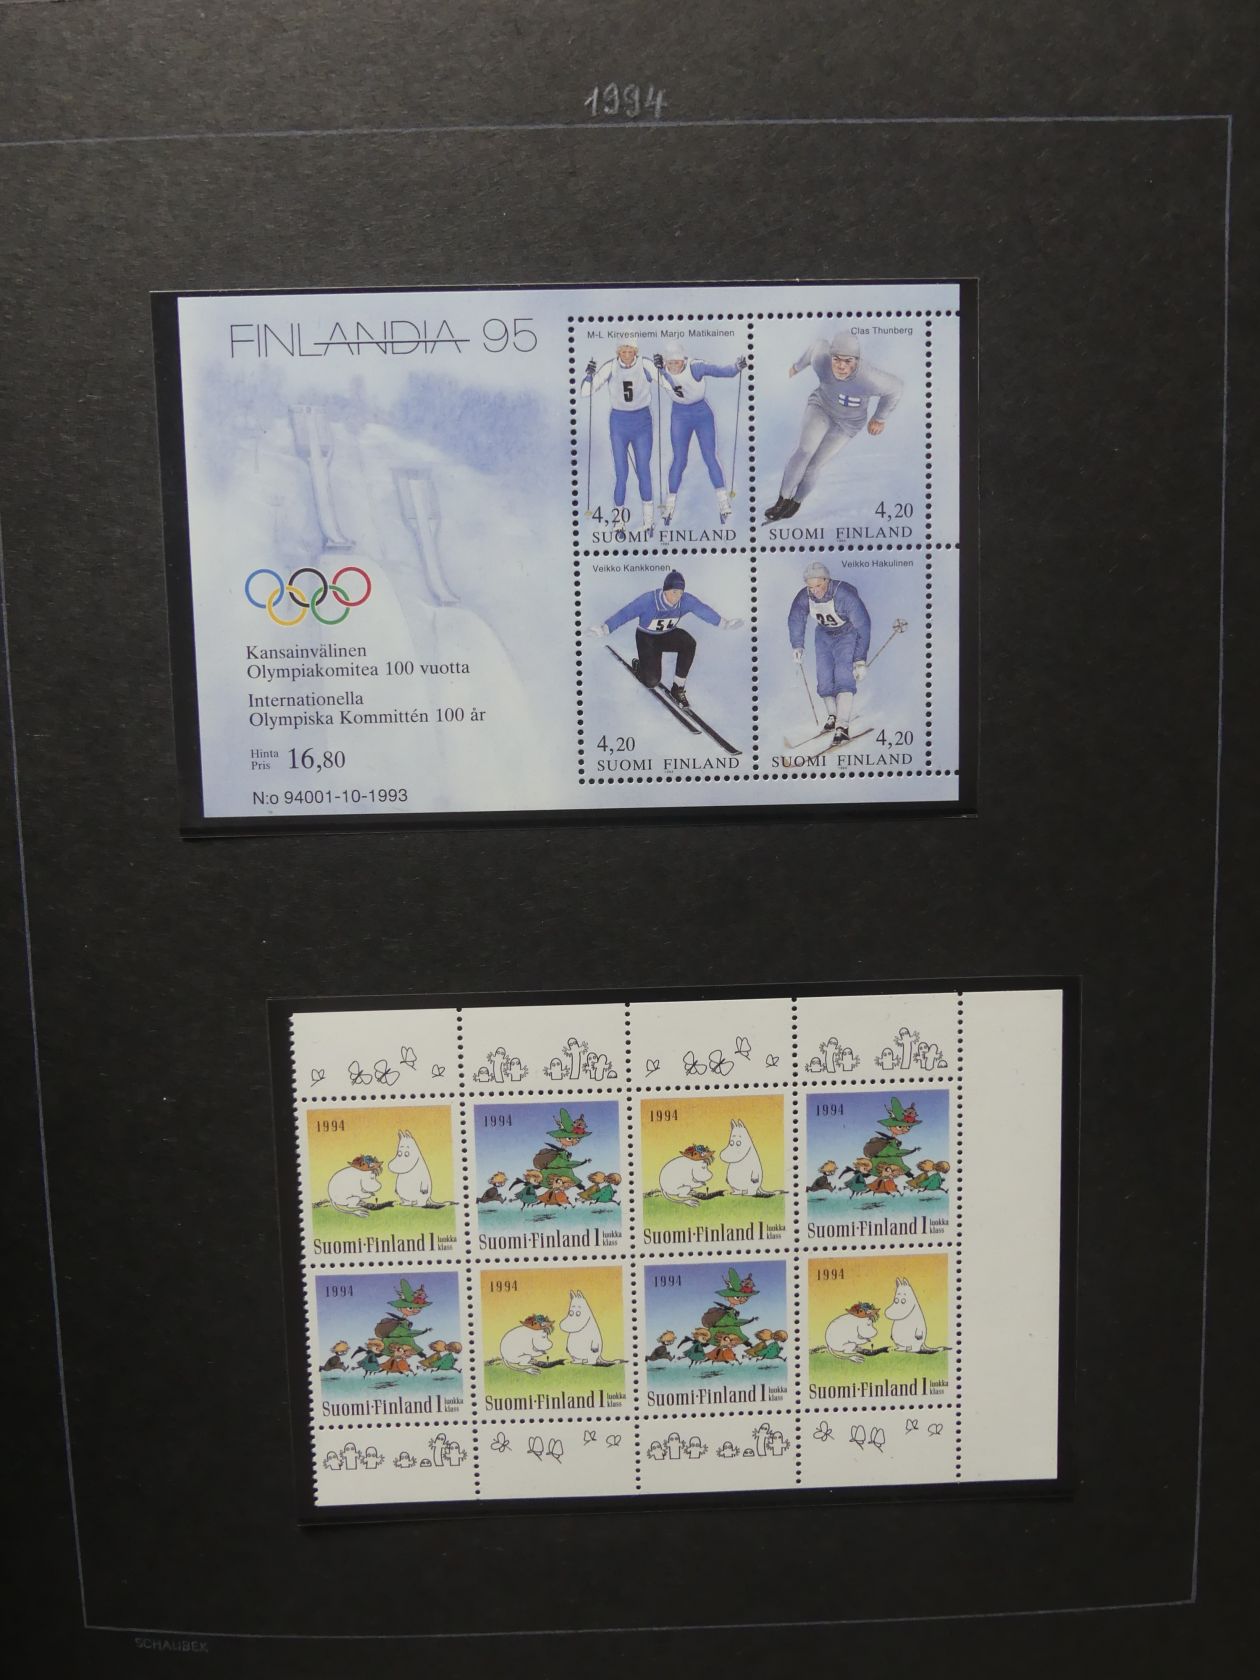 1994
FINLANDIA 95
M-L Kirvesniemi Marjo Matikainen
5
5
4,20
SUOMI FINLAND
Clas Thunberg
4,20
SUOMI FINLAND
Veikko Kankkonen
54
4,20
SUOMI FINLAND
Veikko Hakulinen
29
4,20
SUOMI FINLAND
Kansainvälinen
Olympiakomitea 100 vuotta
Internationella
Olympiska Kommittén 100 år
Hinta
Pris 16,80
N:o 94001-10-1993
1994
Suomi·Finland 1 luokka
klass
1994
Suomi·Finland 1 luokka
klass
1994
Suomi·Finland 1 luokka
klass
1994
Suomi·Finland 1 luokka
klass
1994
Suomi·Finland 1 luokka
klass
1994
Suomi·Finland 1 luokka
klass
1994
Suomi·Finland 1 luokka
klass
1994
Suomi·Finland 1 luokka
klass
SCHAUBEK